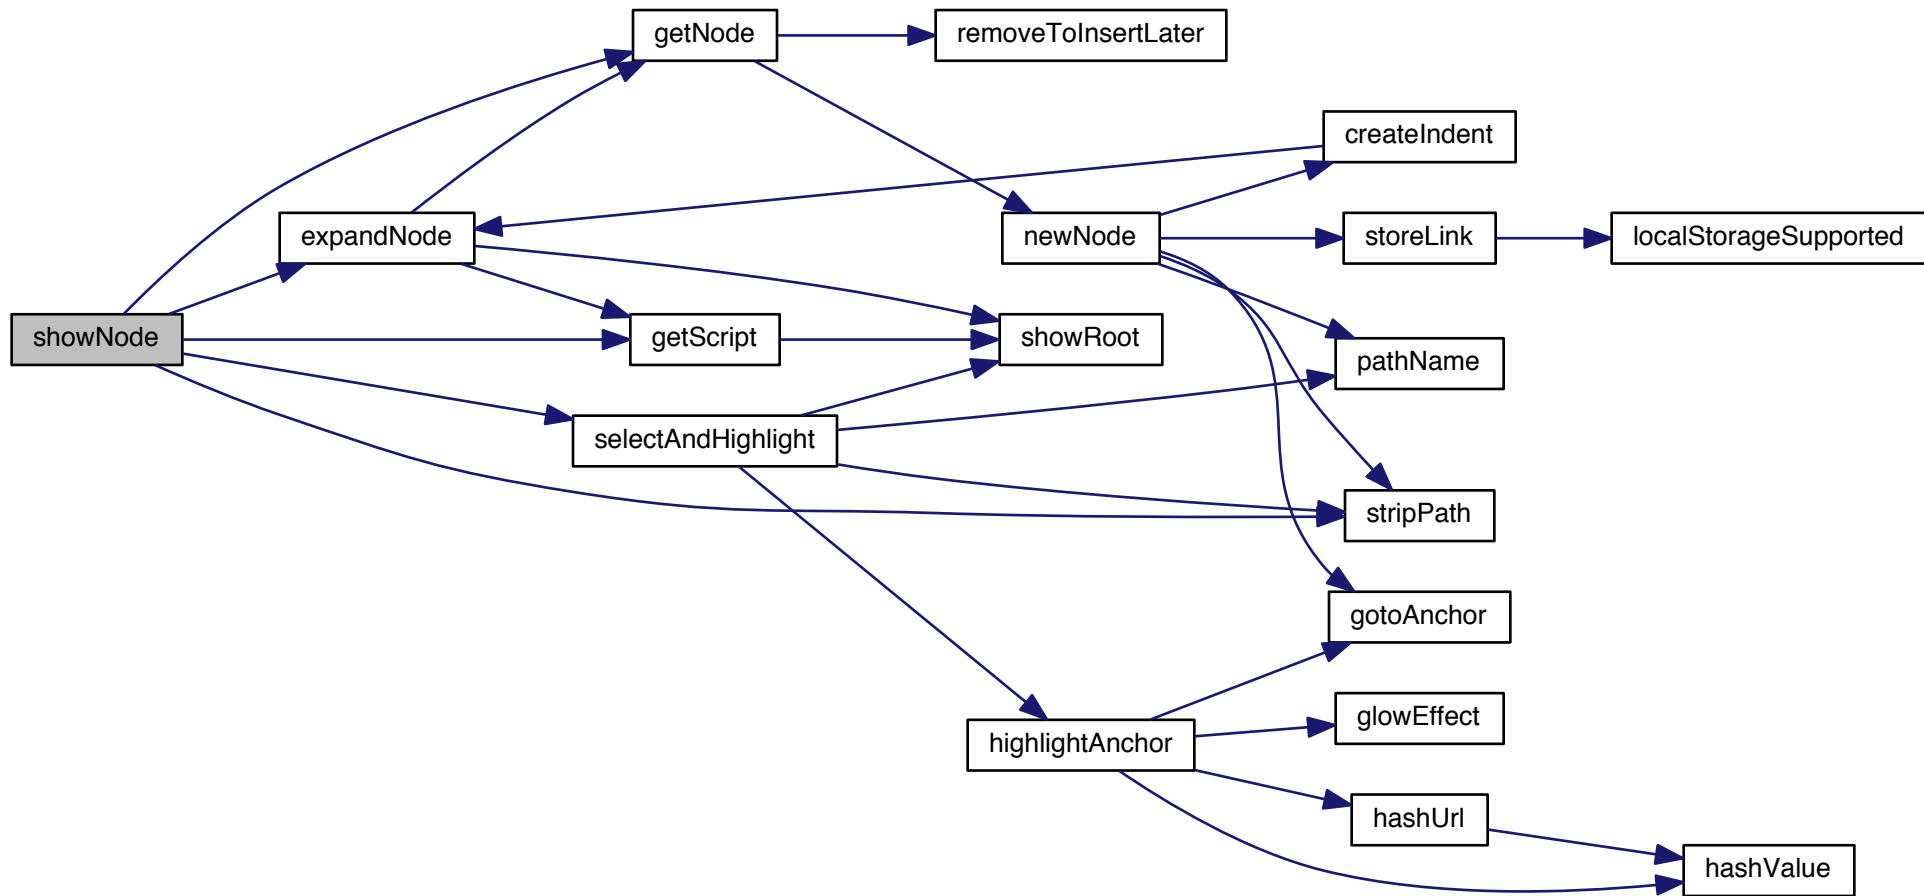 getNode
removeToInsertLater
createIndent
expandNode
newNode
storeLink
localStorageSupported
showNode
getScript
showRoot
pathName
selectAndHighlight
stripPath
gotoAnchor
glowEffect
highlightAnchor
hashUrl
hashValue